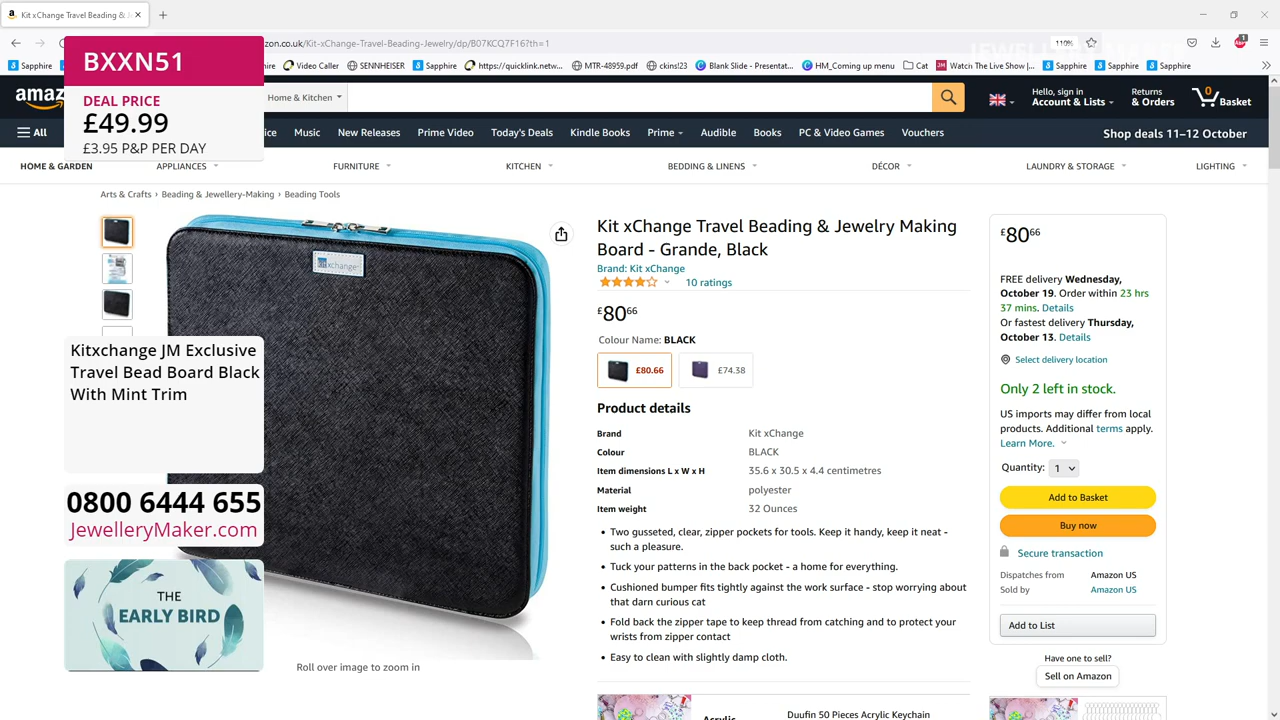 Kit xChange Travel Beading & J
BXXN51
DEAL PRICE
£49.99
£3.95 P&P PER DAY
zon.co.uk/Kit-xChange-Travel-Beading-Jewelry/dp/B07KCQ7F16?th=1
110%
Sapphire
Sapphire
Video Caller
SENNHEISER
Sapphire
https://quicklink.netw...
MTR-48959.pdf
ckins!23
Blank Slide - Presentat...
HM_Coming up menu
Cat
Watch The Live Show |...
Sapphire
Sapphire
Sapphire
amaz
Home & Kitchen
Hello, sign in
Account & Lists
Returns
& Orders
0
Basket
All
ice
Music
New Releases
Prime Video
Today's Deals
Kindle Books
Prime
Audible
Books
PC & Video Games
Vouchers
Shop deals 11–12 October
HOME & GARDEN
APPLIANCES
FURNITURE
KITCHEN
BEDDING & LINENS
DÉCOR
LAUNDRY & STORAGE
LIGHTING
Arts & Crafts › Beading & Jewellery-Making › Beading Tools
KitxChange
Kitxchange JM Exclusive
Travel Bead Board Black
With Mint Trim
0800 6444 655
JewelleryMaker.com
THE
EARLY BIRD
Roll over image to zoom in
Kit xChange Travel Beading & Jewelry Making
Board - Grande, Black
Brand: Kit xChange
10 ratings
£80.66
Colour Name: BLACK
£80.66
£74.38
Product details
Brand Kit xChange
Colour BLACK
Item dimensions L x W x H 35.6 x 30.5 x 4.4 centimetres
Material polyester
Item weight 32 Ounces
• Two gusseted, clear, zipper pockets for tools. Keep it handy, keep it neat -
such a pleasure.
• Tuck your patterns in the back pocket - a home for everything.
• Cushioned bumper fits tightly against the work surface - stop worrying about
that darn curious cat
• Fold back the zipper tape to keep thread from catching and to protect your
wrists from zipper contact
• Easy to clean with slightly damp cloth.
Acrylic
Duufin 50 Pieces Acrylic Keychain
£80.66
FREE delivery Wednesday,
October 19. Order within 23 hrs
37 mins. Details
Or fastest delivery Thursday,
October 13. Details
Select delivery location
Only 2 left in stock.
US imports may differ from local
products. Additional terms apply.
Learn More.
Quantity: 1
Add to Basket
Buy now
Secure transaction
Dispatches from Amazon US
Sold by Amazon US
Add to List
Have one to sell?
Sell on Amazon